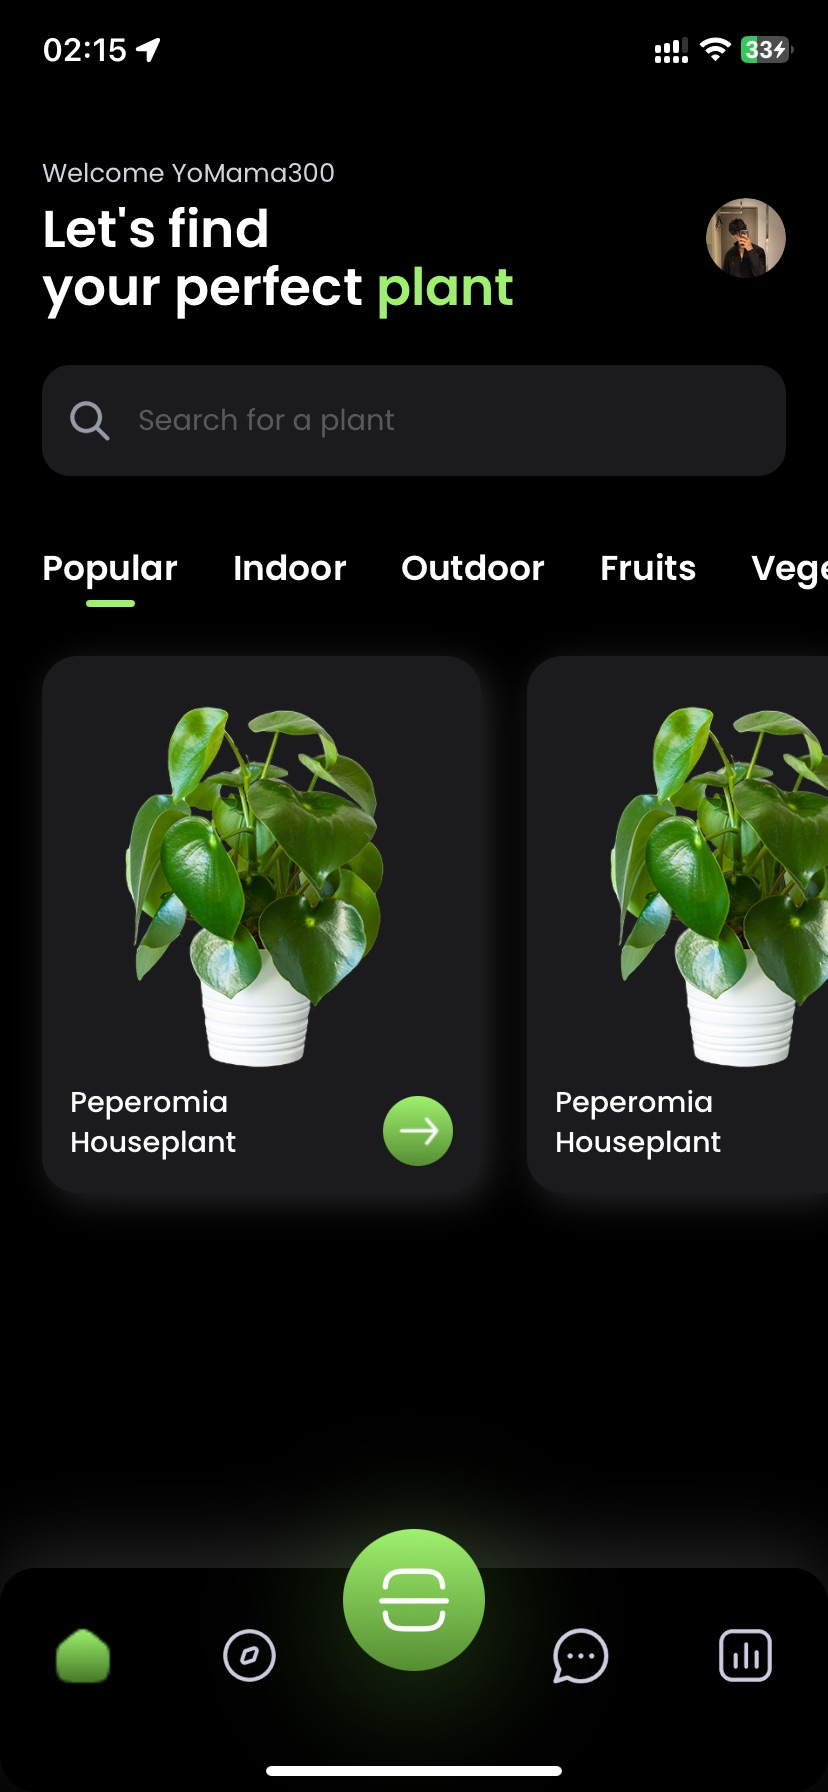 02:15
33
Welcome YoMama300
Let's find
your perfect plant
Search for a plant
Popular Indoor Outdoor Fruits Vege
Peperomia
Houseplant
Peperomia
Houseplant